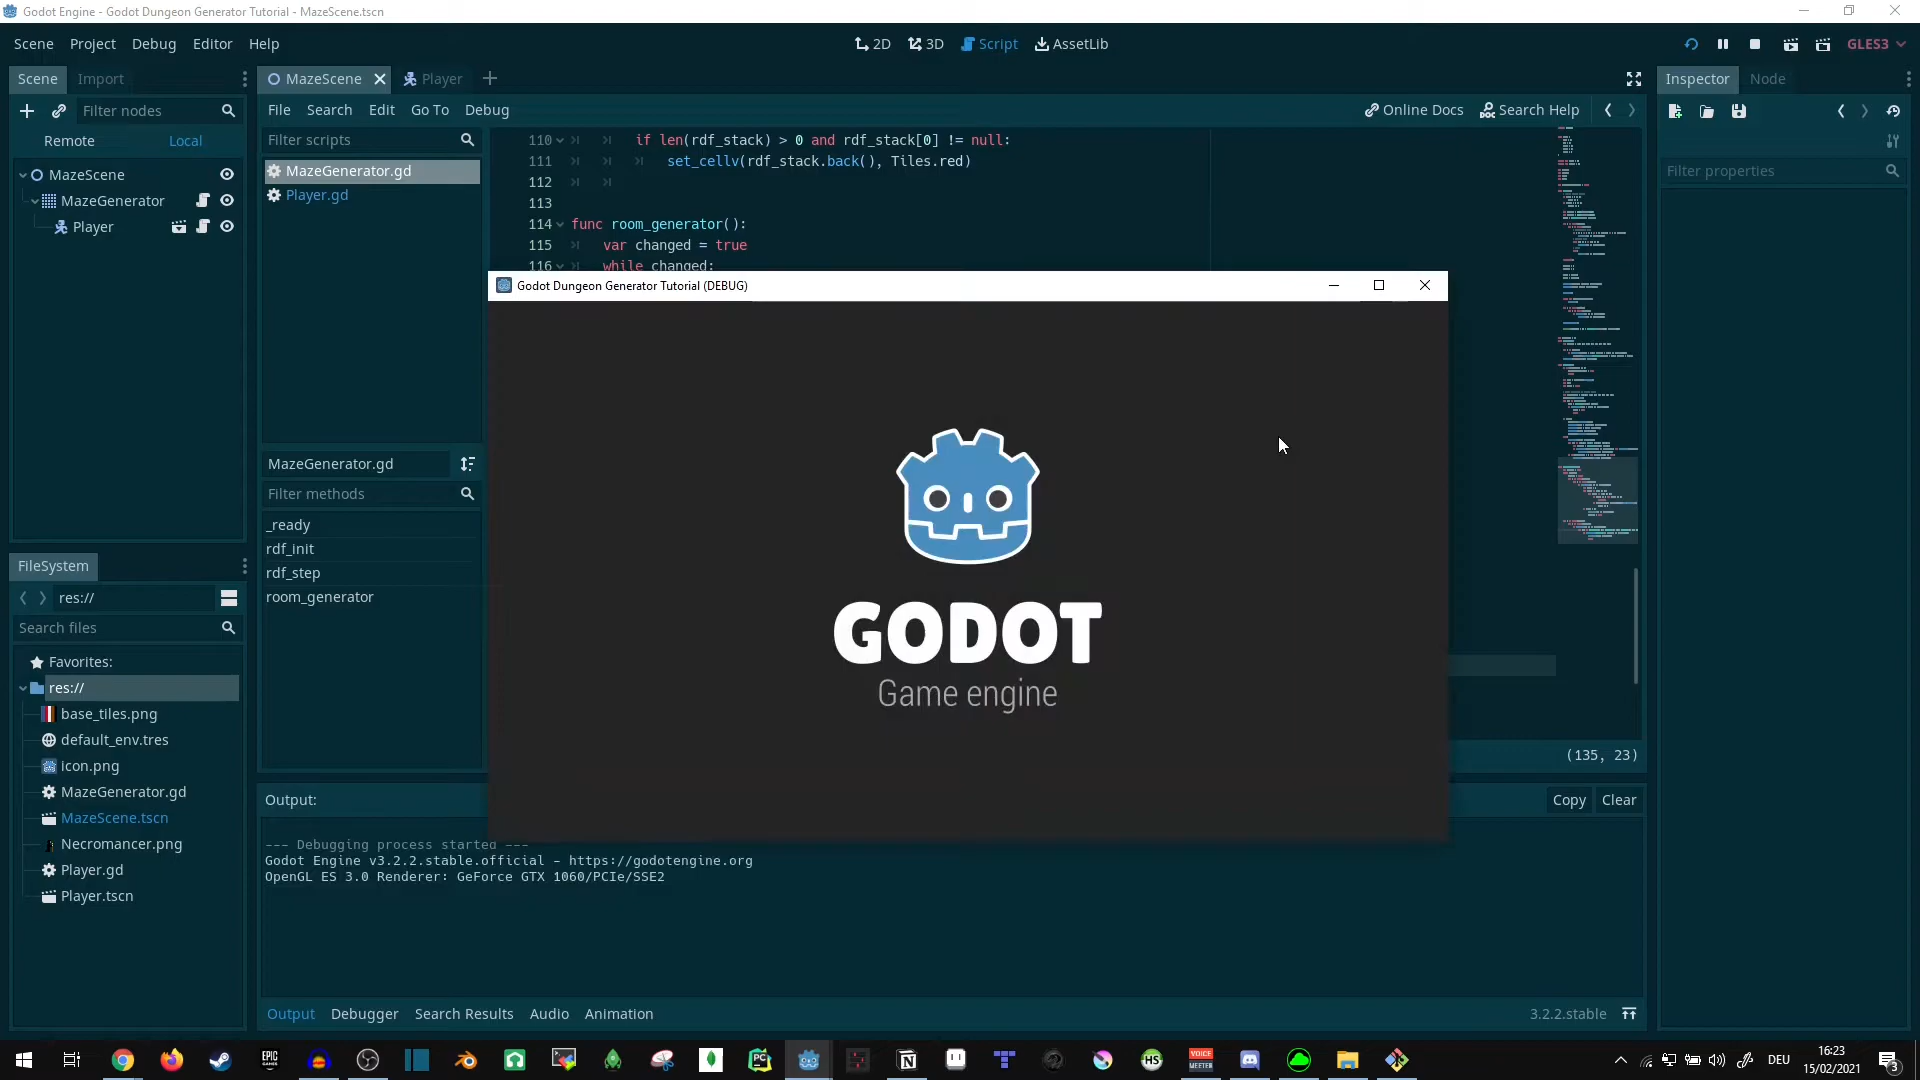 Godot Engine - Godot Dungeon Generator Tutorial - MazeScene.tscn
Scene Project Debug Editor Help
2D 3D Script AssetLib
GLES3
Scene Import
MazeScene Player
Inspector Node
Filter nodes
File Search Edit Go To Debug
Online Docs Search Help
Remote Local
Filter scripts
Filter properties
MazeScene
MazeGenerator
Player
MazeGenerator.gd
Player.gd
110 if len(rdf_stack) > 0 and rdf_stack[0] != null:
111 set_cellv(rdf_stack.back(), Tiles.red)
112
113
114 func room_generator():
115 var changed = true
116 while changed:
Godot Dungeon Generator Tutorial (DEBUG)
GODOT
Game engine
MazeGenerator.gd
Filter methods
_ready
rdf_init
rdf_step
room_generator
(135, 23)
FileSystem
res://
Search files
Favorites:
res://
base_tiles.png
default_env.tres
icon.png
MazeGenerator.gd
MazeScene.tscn
Necromancer.png
Player.gd
Player.tscn
Output:
Copy Clear
--- Debugging process started ---
Godot Engine v3.2.2.stable.official - https://godotengine.org
OpenGL ES 3.0 Renderer: GeForce GTX 1060/PCIe/SSE2
Output Debugger Search Results Audio Animation
3.2.2.stable
EPIC GAMES
PC
HS
VOICE MEETER
DEU
16:23
15/02/2021
3